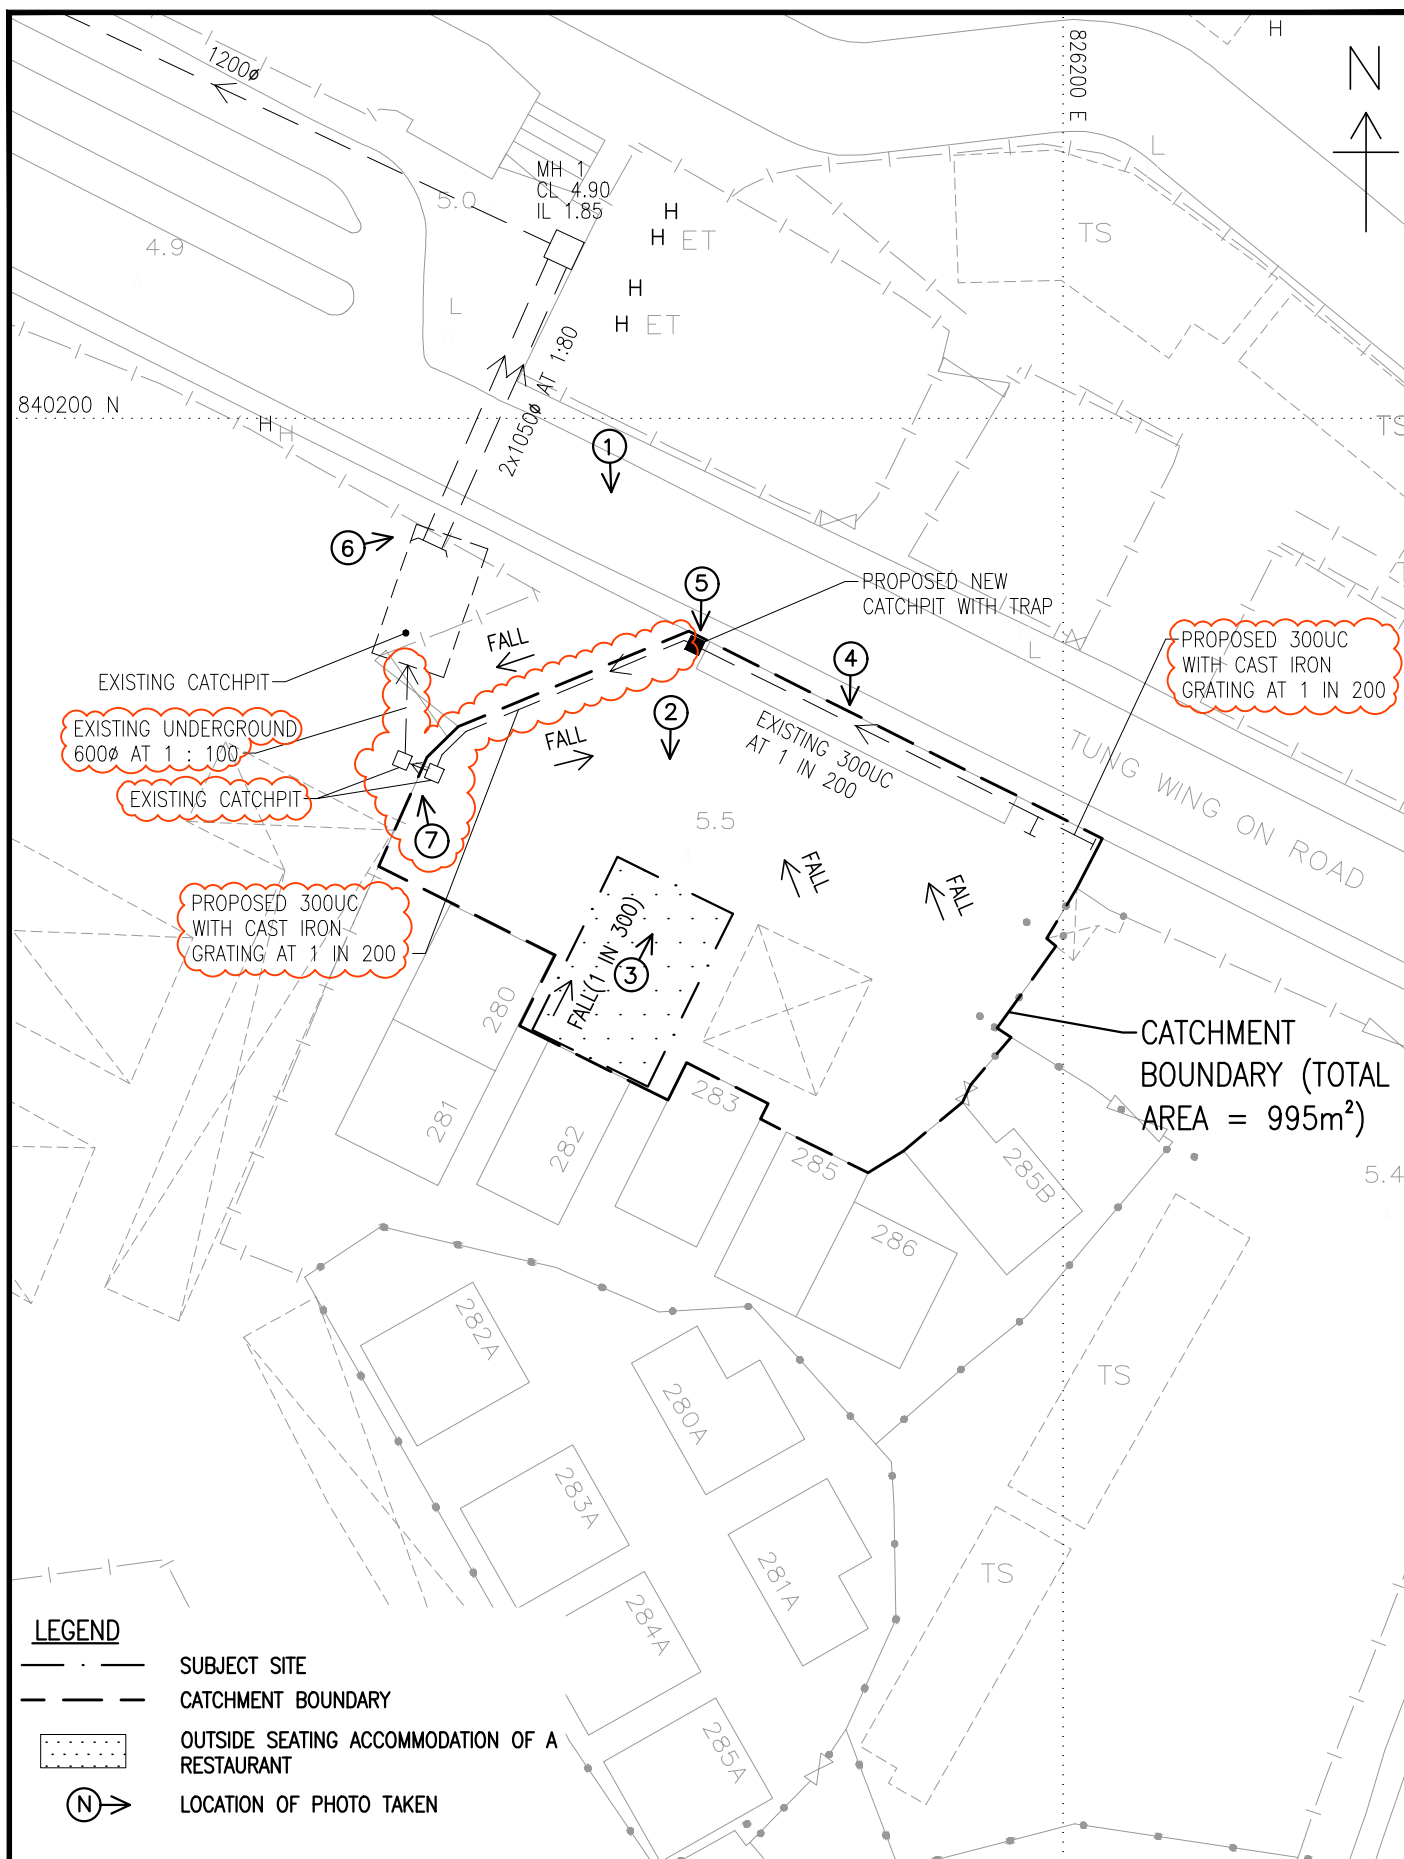 1200ø
826200 E
H
N
L
MH 1
CL 4.90
IL 1.85
5.0
4.9
H
H ET
TS
H
H ET
L
2x1050ø AT 1:80
840200 N
H
H
TS
1
6
5
PROPOSED NEW
CATCHPIT WITH TRAP
FALL
4
L
PROPOSED 300UC
WITH CAST IRON
GRATING AT 1 IN 200
EXISTING CATCHPIT
2
EXISTING UNDERGROUND
600ø AT 1 : 100
FALL
EXISTING 300UC
AT 1 IN 200
TUNG WING ON ROAD
EXISTING CATCHPIT
7
5.5
FALL
FALL
PROPOSED 300UC
WITH CAST IRON
GRATING AT 1 IN 200
FALL(1 IN 300)
3
280
CATCHMENT
BOUNDARY (TOTAL
AREA = 995m²)
281
282
283
285
285B
5.4
286
282A
280A
TS
283A
281A
TS
284A
285A
LEGEND
SUBJECT SITE
CATCHMENT BOUNDARY
OUTSIDE SEATING ACCOMMODATION OF A
RESTAURANT
N
LOCATION OF PHOTO TAKEN